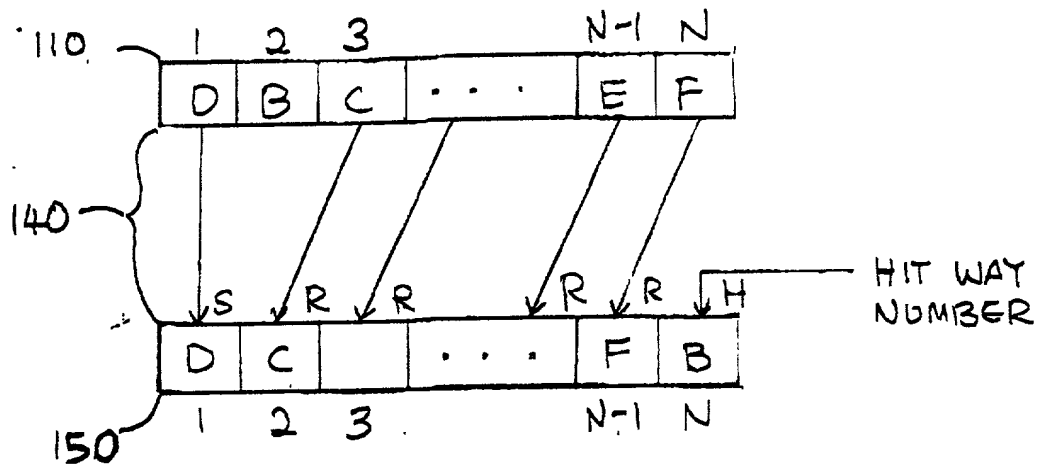 110
1 2 3 N-1 N
D B C . . . E F
140
S R R R R H
HIT WAY
NUMBER
D C . . . F B
1 2 3 N-1 N
150